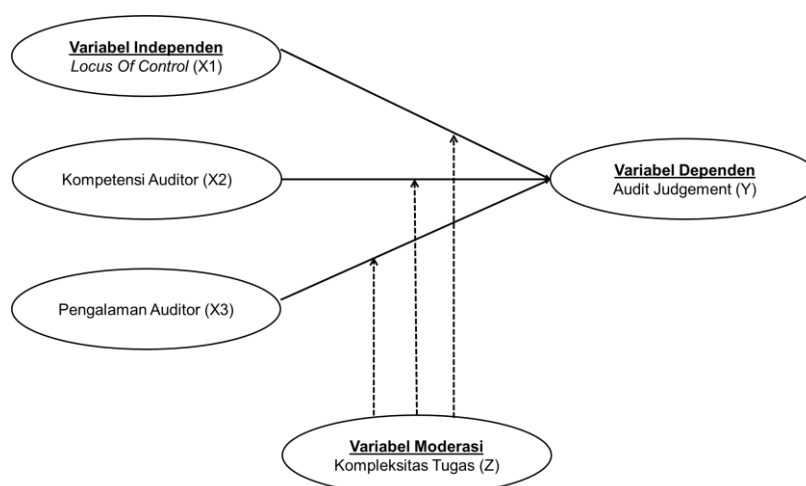 Variabel Independen
Locus Of Control (X1)
Kompetensi Auditor (X2)
Variabel Dependen
Audit Judgement (Y)
Pengalaman Auditor (X3)
Variabel Moderasi
Kompleksitas Tugas (Z)